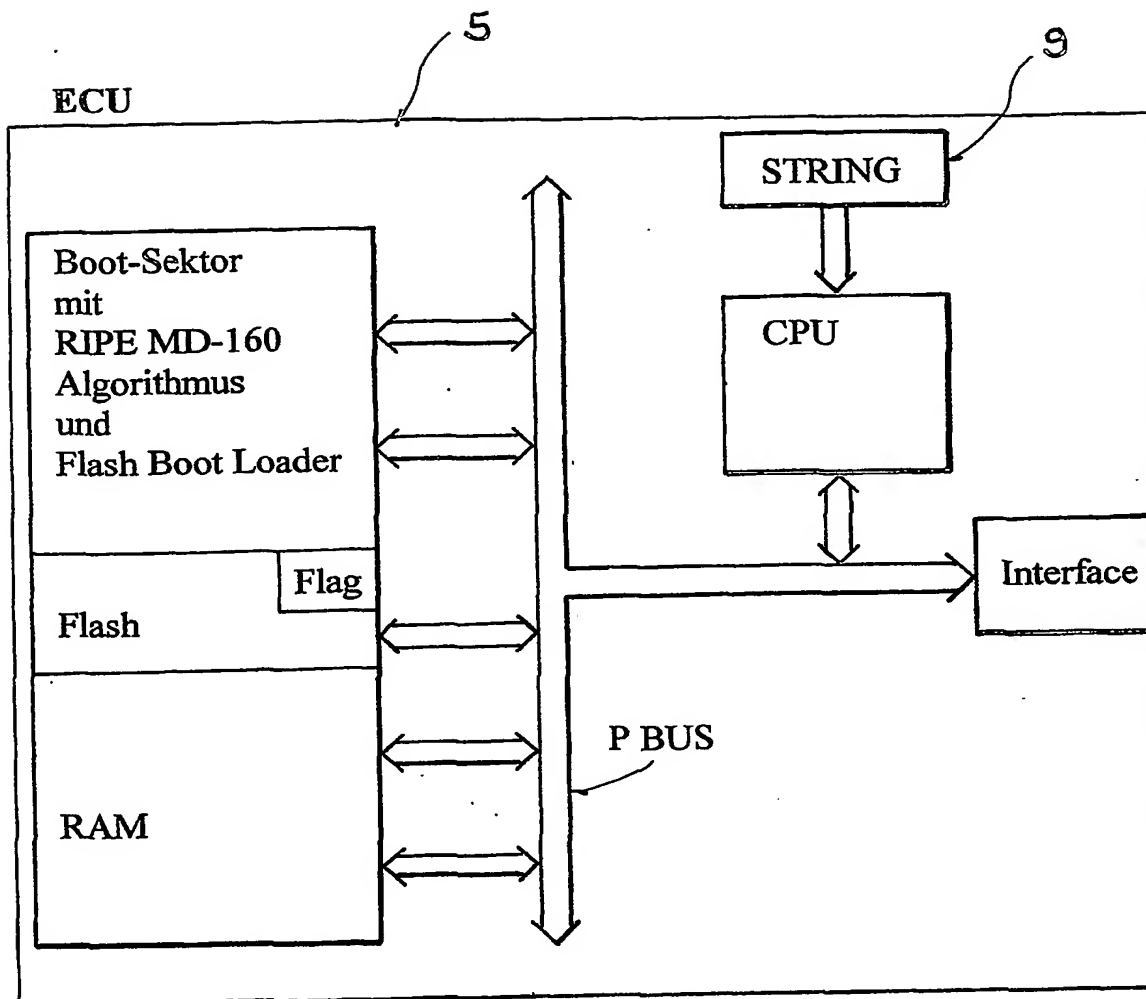 5
9
ECU
STRING
Boot-Sektor
mit
RIPE MD-160
Algorithmus
und
Flash Boot Loader
CPU
Flag
Interface
Flash
P BUS
RAM